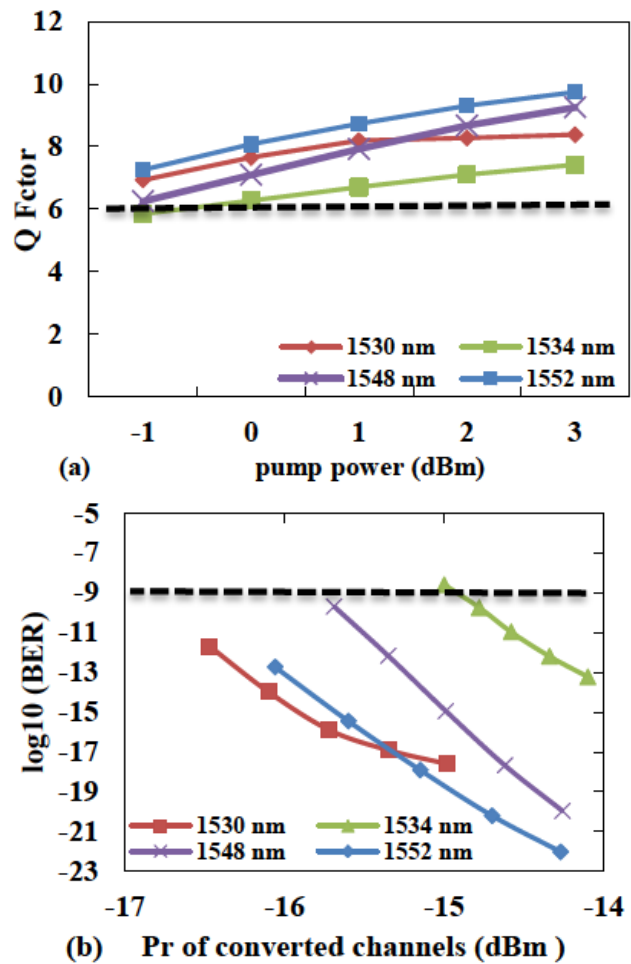 12
10
8
6
4
2
0
Q Fctor
1530 nm 1534 nm
1548 nm 1552 nm
-1 0 1 2 3
(a) pump power (dBm)
-5
-7
-9
-11
-13
-15
-17
-19
-21
-23
log10 (BER)
1530 nm 1534 nm
1548 nm 1552 nm
-17 -16 -15 -14
(b) Pr of converted channels (dBm )